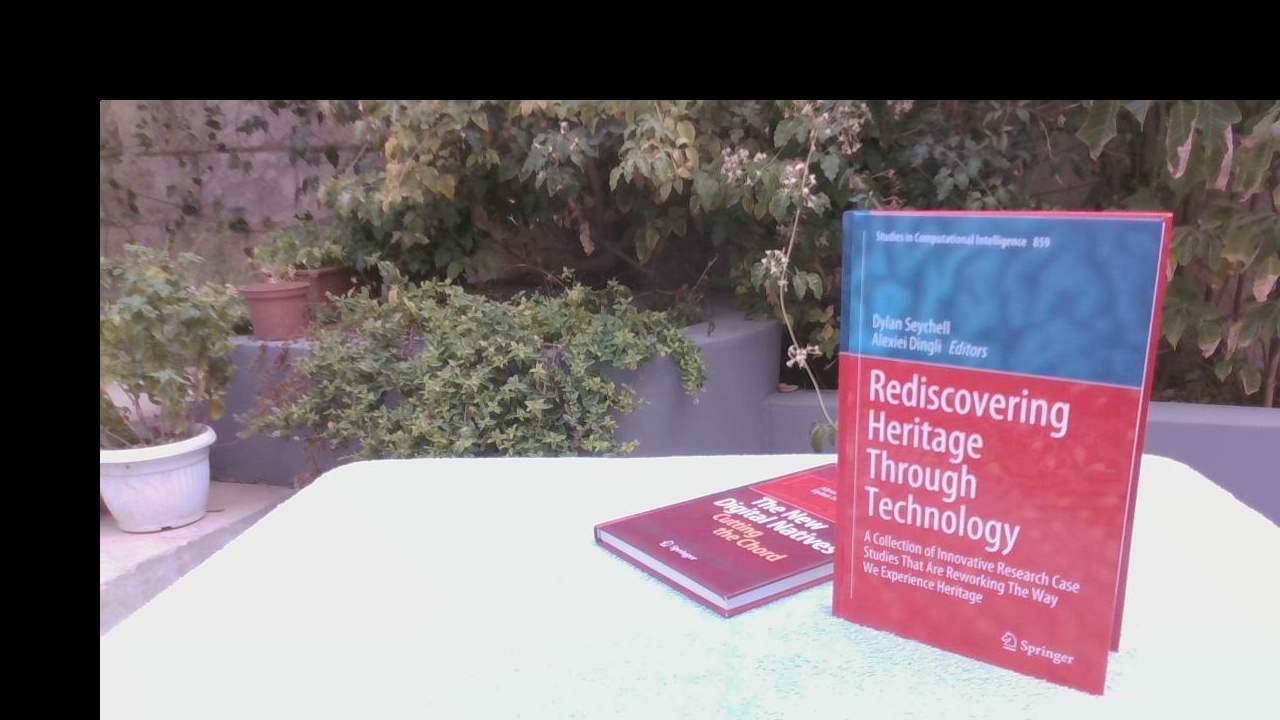 Studies in Computational Intelligence 859
Dylan Seychell
Alexiei Dingli Editors
Rediscovering
Heritage
Through
Technology
A Collection of Innovative Research Case
Studies That Are Reworking The Way
We Experience Heritage
Springer
The New
Digital Natives
Cutting
the Chord
Springer